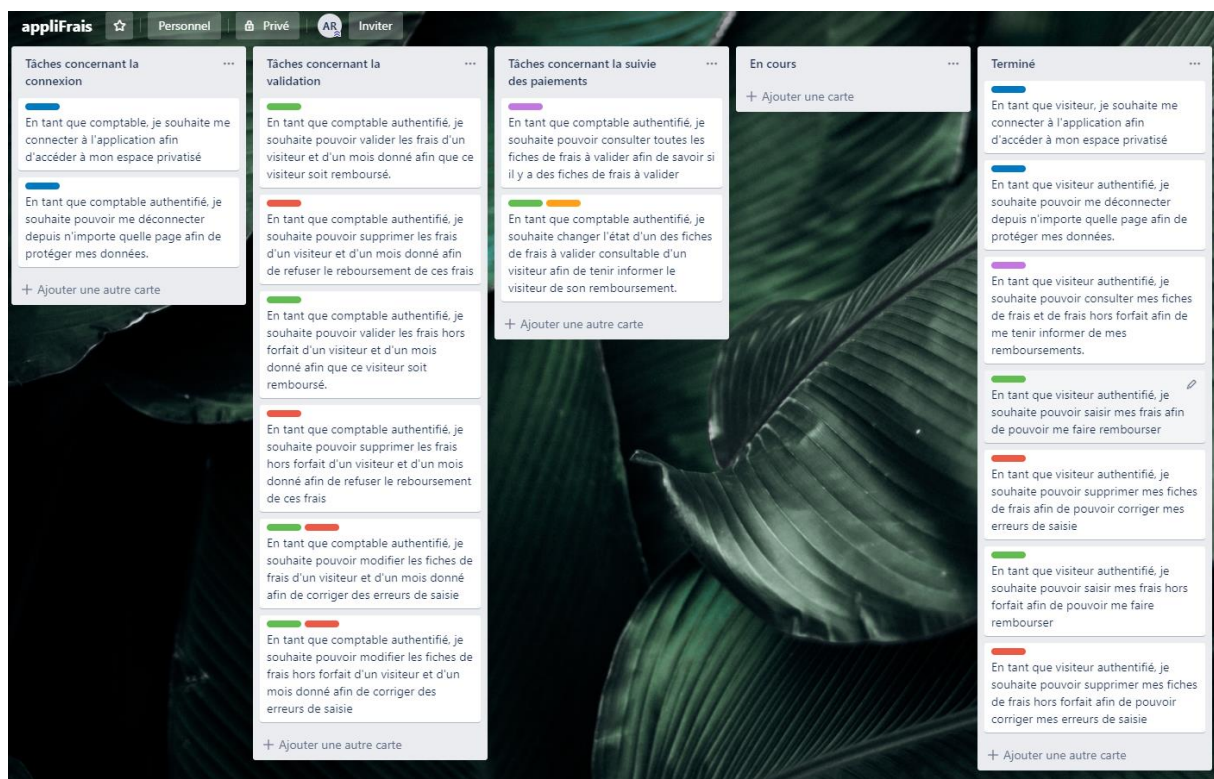 appliFrais
Personnel
Privé
AR
Inviter
Tâches concernant la
connexion
En tant que comptable, je souhaite me
connecter à l'application afin
d'accéder à mon espace privatisé
En tant que comptable authentifié, je
souhaite pouvoir me déconnecter
depuis n'importe quelle page afin de
protéger mes données.
+ Ajouter une autre carte
Tâches concernant la
validation
En tant que comptable authentifié, je
souhaite pouvoir valider les frais d'un
visiteur et d'un mois donné afin que ce
visiteur soit remboursé.
En tant que comptable authentifié, je
souhaite pouvoir supprimer les frais
d'un visiteur et d'un mois donné afin
de refuser le reboursement de ces frais
En tant que comptable authentifié, je
souhaite pouvoir valider les frais hors
forfait d'un visiteur et d'un mois
donné afin que ce visiteur soit
remboursé.
En tant que comptable authentifié, je
souhaite pouvoir supprimer les frais
hors forfait d'un visiteur et d'un mois
donné afin de refuser le reboursement
de ces frais
En tant que comptable authentifié, je
souhaite pouvoir modifier les fiches de
frais d'un visiteur et d'un mois donné
afin de corriger des erreurs de saisie
En tant que comptable authentifié, je
souhaite pouvoir modifier les fiches de
frais hors forfait d'un visiteur et d'un
mois donné afin de corriger des
erreurs de saisie
+ Ajouter une autre carte
Tâches concernant la suivie
des paiements
En tant que comptable authentifié, je
souhaite pouvoir consulter toutes les
fiches de frais à valider afin de savoir si
il y a des fiches de frais à valider
En tant que comptable authentifié, je
souhaite changer l'état d'un des fiches
de frais à valider consultable d'un
visiteur afin de tenir informer le
visiteur de son remboursement.
+ Ajouter une autre carte
En cours
+ Ajouter une carte
Terminé
En tant que visiteur, je souhaite me
connecter à l'application afin
d'accéder à mon espace privatisé
En tant que visiteur authentifié, je
souhaite pouvoir me déconnecter
depuis n'importe quelle page afin de
protéger mes données.
En tant que visiteur authentifié, je
souhaite pouvoir consulter mes fiches
de frais et de frais hors forfait afin de
me tenir informer de mes
remboursements.
En tant que visiteur authentifié, je
souhaite pouvoir saisir mes frais afin
de pouvoir me faire rembourser
En tant que visiteur authentifié, je
souhaite pouvoir supprimer mes fiches
de frais afin de pouvoir corriger mes
erreurs de saisie
En tant que visiteur authentifié, je
souhaite pouvoir saisir mes frais hors
forfait afin de pouvoir me faire
rembourser
En tant que visiteur authentifié, je
souhaite pouvoir supprimer mes fiches
de frais hors forfait afin de pouvoir
corriger mes erreurs de saisie
+ Ajouter une autre carte